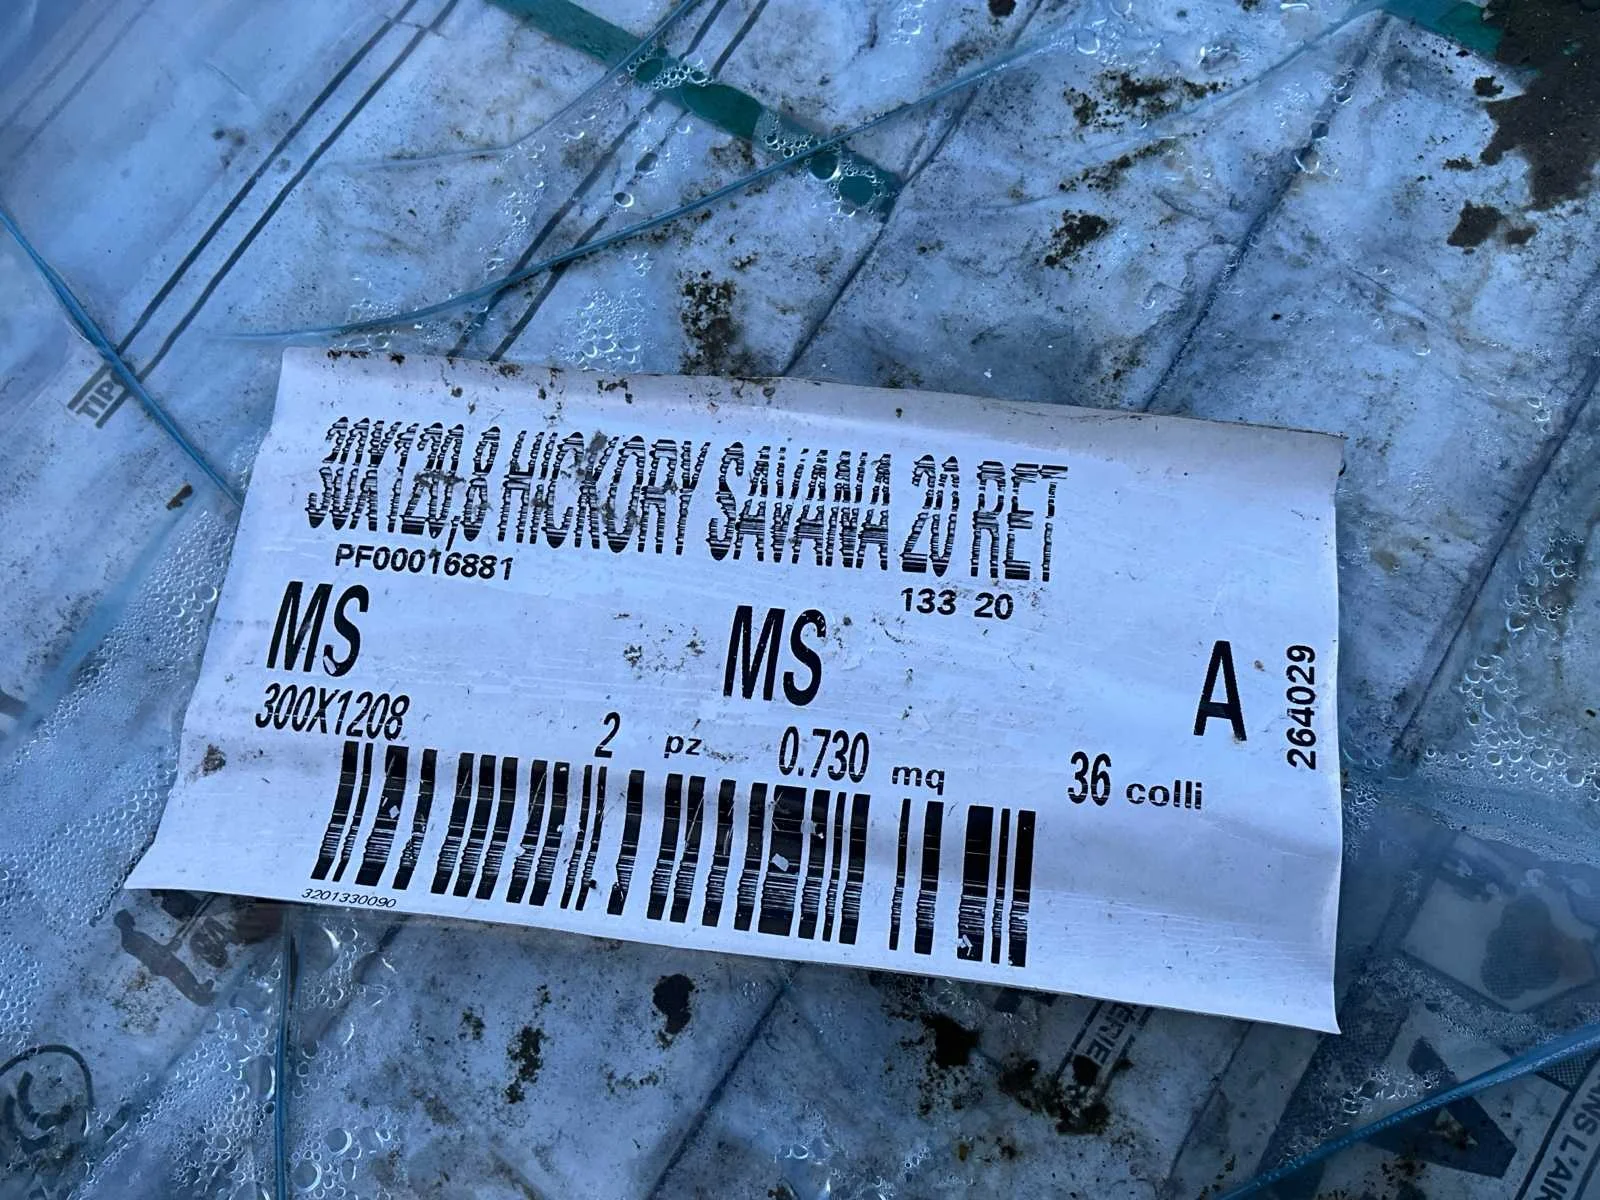 30X120,8 HICKORY SAVANA 20 RET
PF00016881
133 20
MS MS A
264029
300X1208 2 pz 0.730 mq 36 colli
3201330090